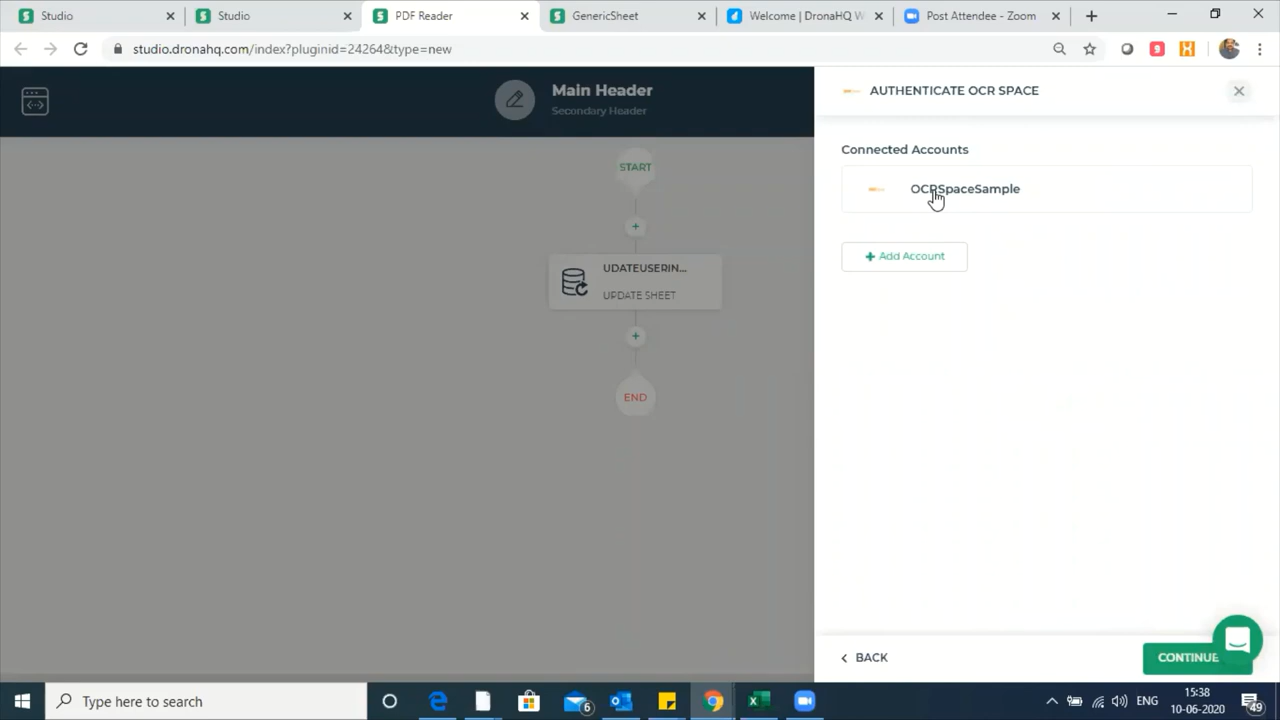 Studio
Studio
PDF Reader
GenericSheet
Welcome | DronaHQ W
Post Attendee - Zoom
studio.dronahq.com/index?pluginid=24264&type=new
Main Header
Secondary Header
AUTHENTICATE OCR SPACE
Connected Accounts
OCRSpaceSample
+ Add Account
START
+
UDATEUSERIN...
UPDATE SHEET
+
END
BACK
CONTINUE
Type here to search
6
ENG
15:38
10-06-2020
49